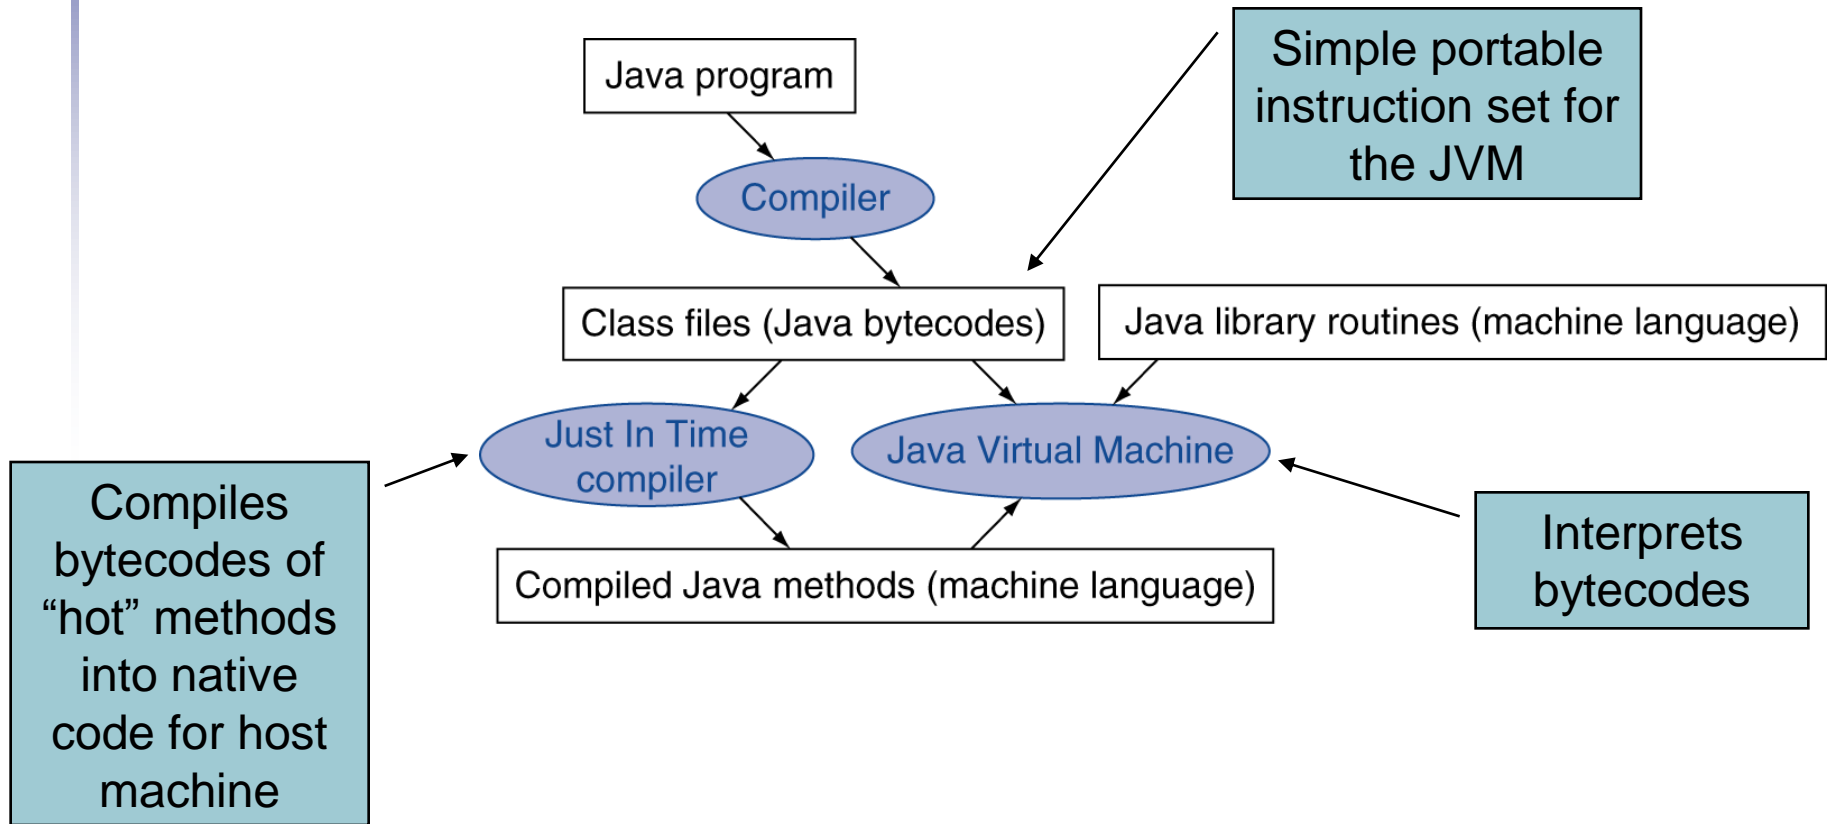 Java program
Simple portable
instruction set for
the JVM
Compiler
Class files (Java bytecodes)
Java library routines (machine language)
Just In Time
compiler
Java Virtual Machine
Compiles
bytecodes of
“hot” methods
into native
code for host
machine
Interprets
bytecodes
Compiled Java methods (machine language)